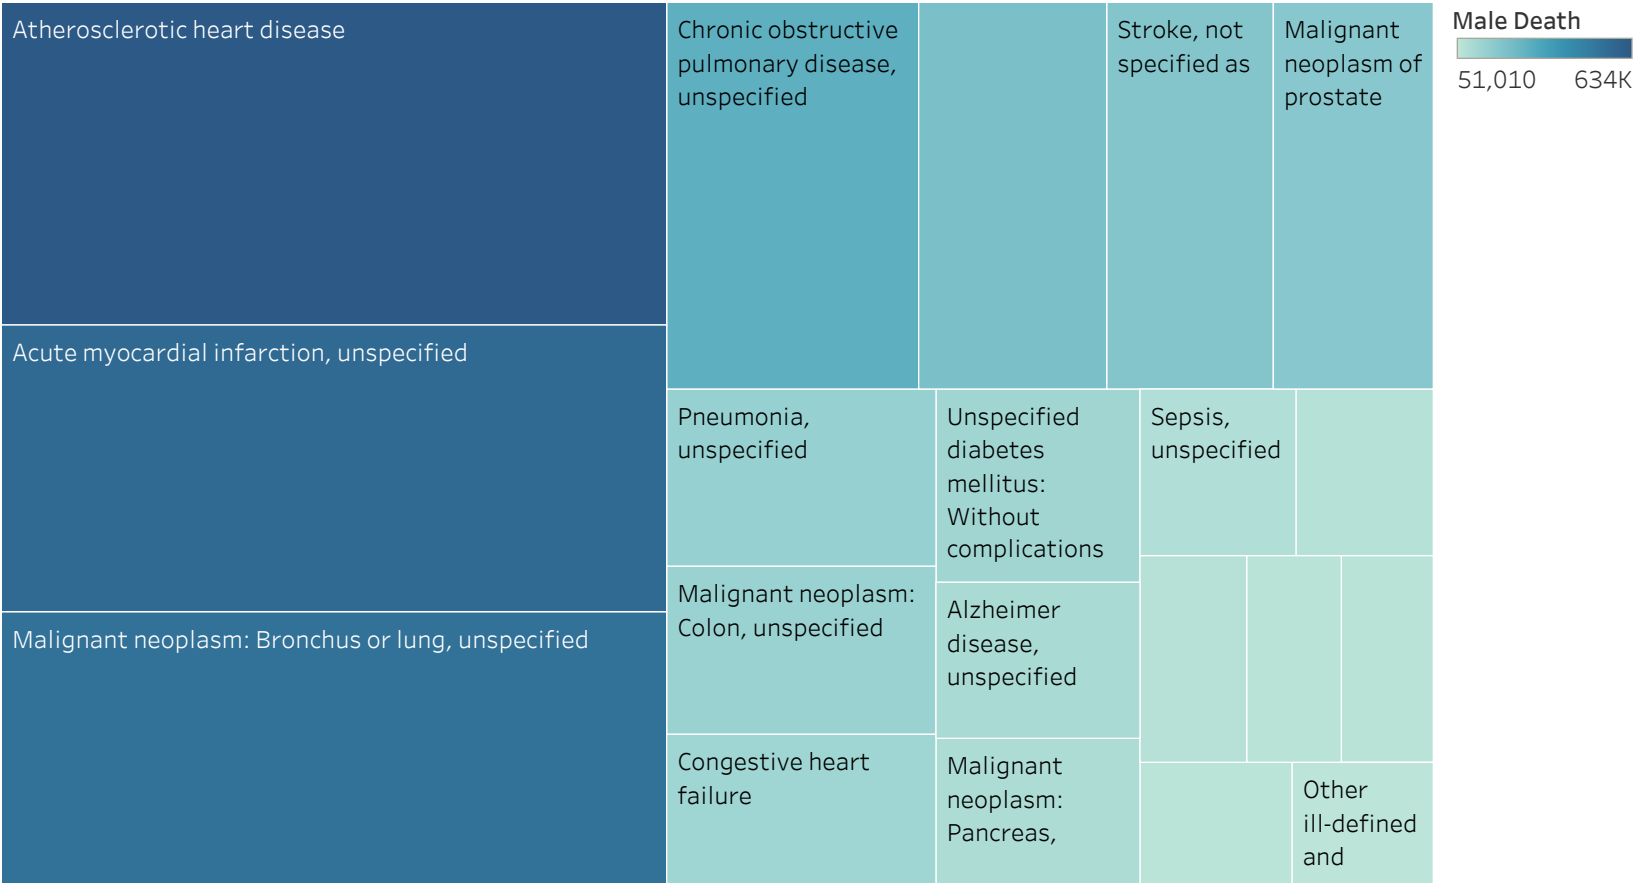 Atherosclerotic heart disease
Acute myocardial infarction, unspecified
Malignant neoplasm: Bronchus or lung, unspecified
Chronic obstructive
pulmonary disease,
unspecified
Stroke, not
specified as
Malignant
neoplasm of
prostate
Pneumonia,
unspecified
Malignant neoplasm:
Colon, unspecified
Congestive heart
failure
Unspecified
diabetes
mellitus:
Without
complications
Alzheimer
disease,
unspecified
Malignant
neoplasm:
Pancreas,
Sepsis,
unspecified
Other
ill-defined
and
Male Death
51,010 634K